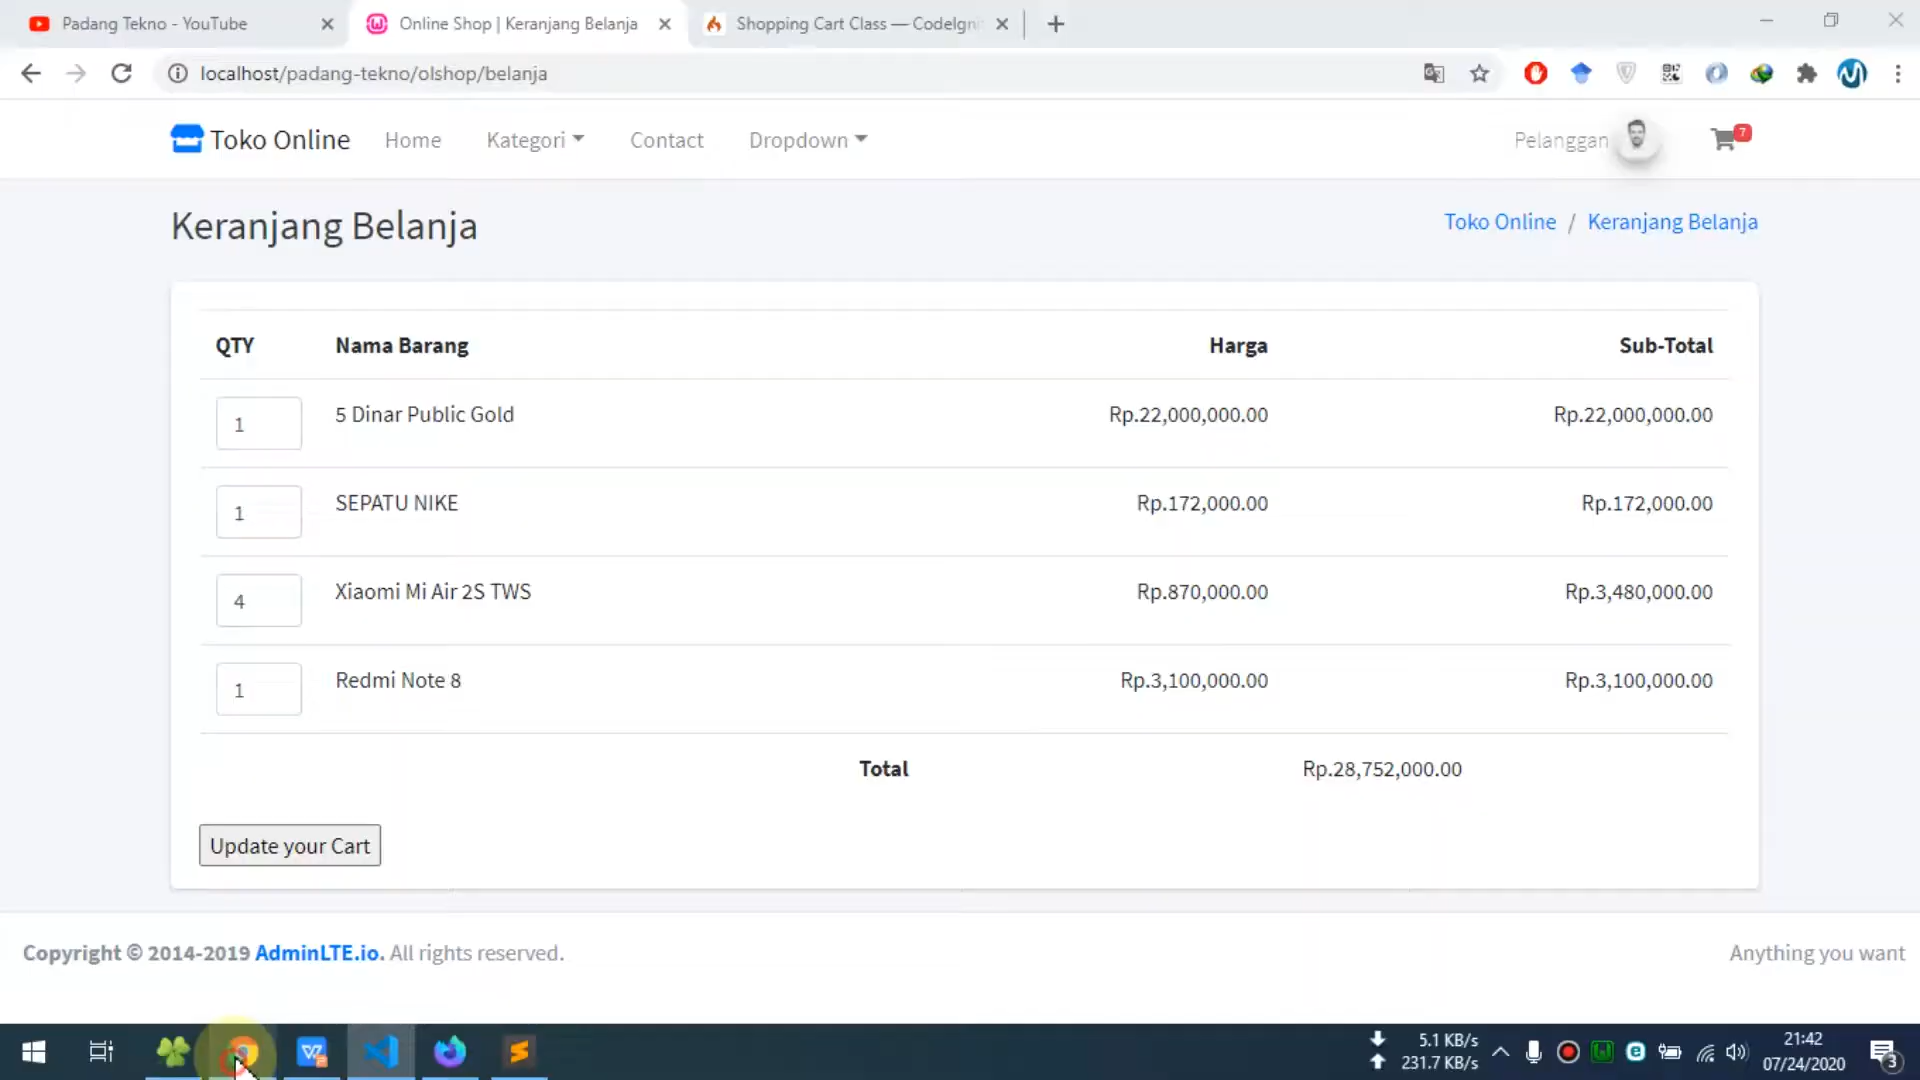 Padang Tekno - YouTube
Online Shop | Keranjang Belanja
Shopping Cart Class — CodeIgni
localhost/padang-tekno/olshop/belanja
Toko Online
Home
Kategori
Contact
Dropdown
Pelanggan
7
Keranjang Belanja
Toko Online / Keranjang Belanja
QTY Nama Barang Harga Sub-Total
1 5 Dinar Public Gold Rp.22,000,000.00 Rp.22,000,000.00
1 SEPATU NIKE Rp.172,000.00 Rp.172,000.00
4 Xiaomi Mi Air 2S TWS Rp.870,000.00 Rp.3,480,000.00
1 Redmi Note 8 Rp.3,100,000.00 Rp.3,100,000.00
Total Rp.28,752,000.00
Update your Cart
Copyright © 2014-2019 AdminLTE.io. All rights reserved.
Anything you want
5.1 KB/s
231.7 KB/s
21:42
07/24/2020
3